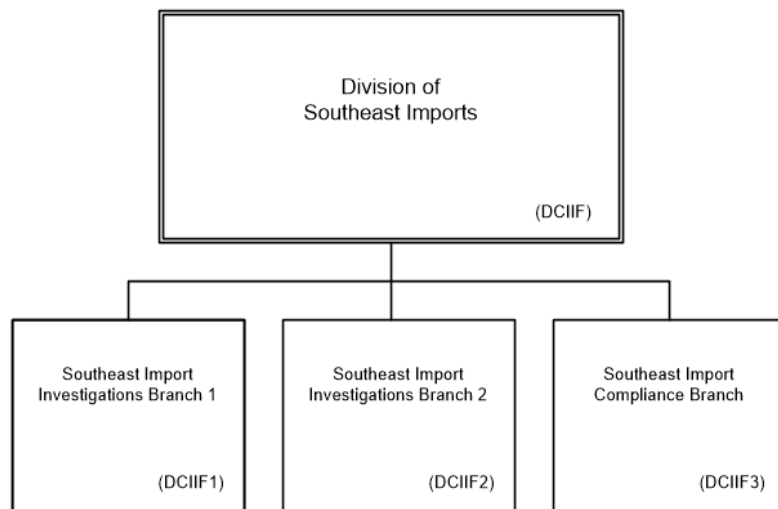 Division of
Southeast Imports
(DCIIF)
Southeast Import
Investigations Branch 1
(DCIIF1)
Southeast Import
Investigations Branch 2
(DCIIF2)
Southeast Import
Compliance Branch
(DCIIF3)